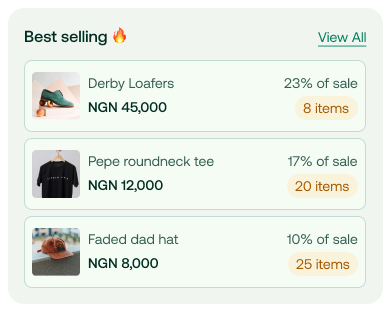 Best selling 🔥
View All
Derby Loafers
23% of sale
NGN 45,000
8 items
Pepe roundneck tee
17% of sale
NGN 12,000
20 items
Faded dad hat
10% of sale
NGN 8,000
25 items